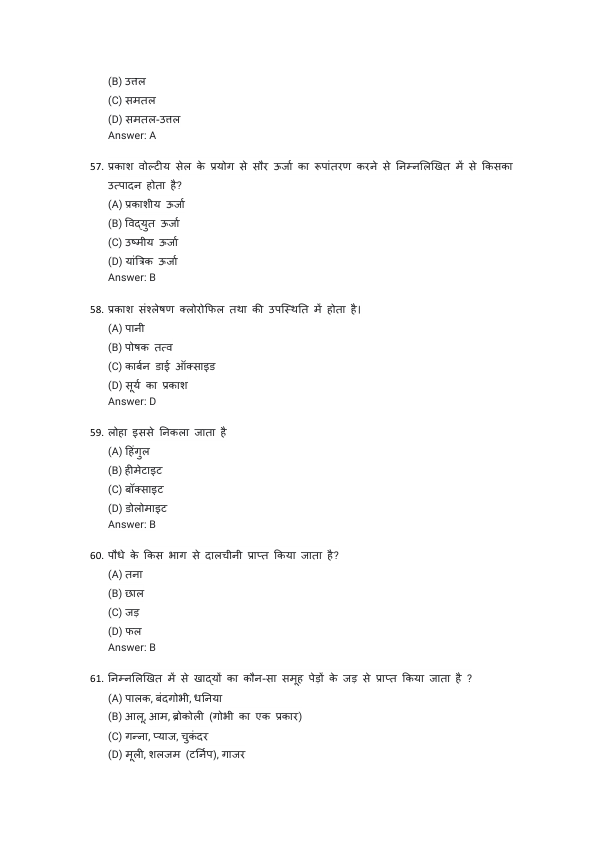 (B) उत्तल
(C) समतल
(D) समतल-उत्तल
Answer: A
57. प्रकाश वोल्टीय सेल के प्रयोग से सौर ऊर्जा का रूपांतरण करने से निम्नलिखित में से किसका
उत्पादन होता है?
(A) प्रकाशीय ऊर्जा
(B) विद्युत ऊर्जा
(C) उष्मीय ऊर्जा
(D) यांत्रिक ऊर्जा
Answer: B
58. प्रकाश संश्लेषण क्लोरोफिल तथा की उपस्थिति में होता है।
(A) पानी
(B) पोषक तत्व
(C) कार्बन डाई ऑक्साइड
(D) सूर्य का प्रकाश
Answer: D
59. लोहा इससे निकला जाता है
(A) हिंगुल
(B) हीमेटाइट
(C) बॉक्साइट
(D) डोलोमाइट
Answer: B
60. पौधे के किस भाग से दालचीनी प्राप्त किया जाता है?
(A) तना
(B) छाल
(C) जड़
(D) फल
Answer: B
61. निम्नलिखित में से खाद्यों का कौन-सा समूह पेड़ों के जड़ से प्राप्त किया जाता है ?
(A) पालक, बंदगोभी, धनिया
(B) आलू, आम, ब्रोकोली (गोभी का एक प्रकार)
(C) गन्ना, प्याज, चुकंदर
(D) मूली, शलजम (टर्निप), गाजर